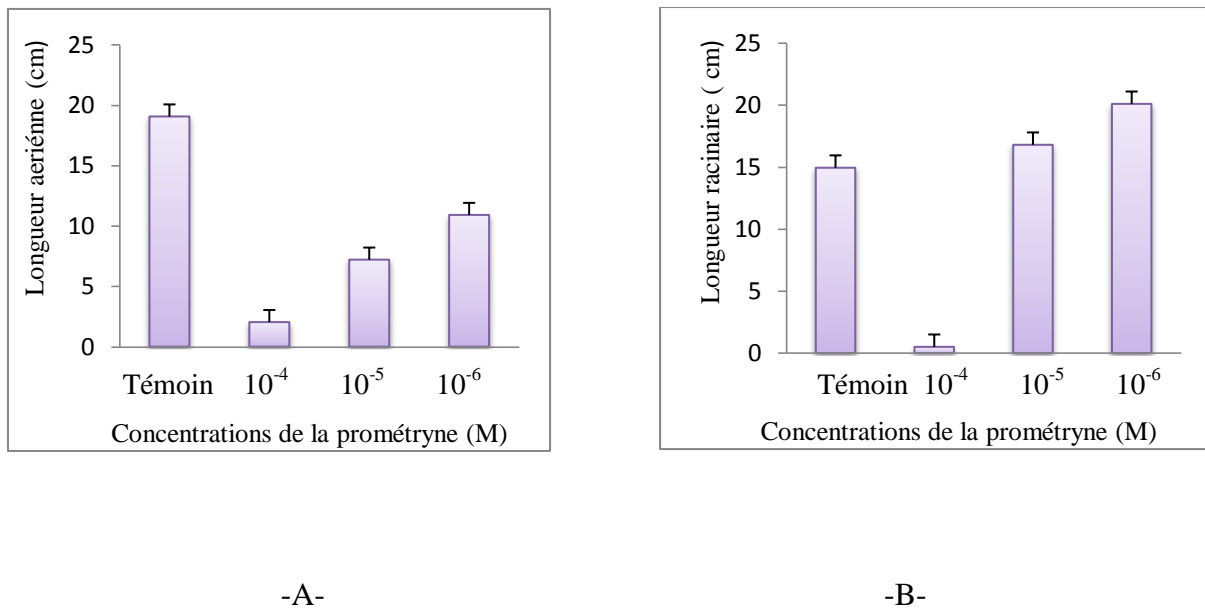 Longueur aeriénne (cm)
25
20
15
10
5
0
Témoin 10⁻⁴ 10⁻⁵ 10⁻⁶
Concentrations de la prométryne (M)
-A-
Longueur racinaire ( cm)
25
20
15
10
5
0
Témoin 10⁻⁴ 10⁻⁵ 10⁻⁶
Concentrations de la prométryne (M)
-B-